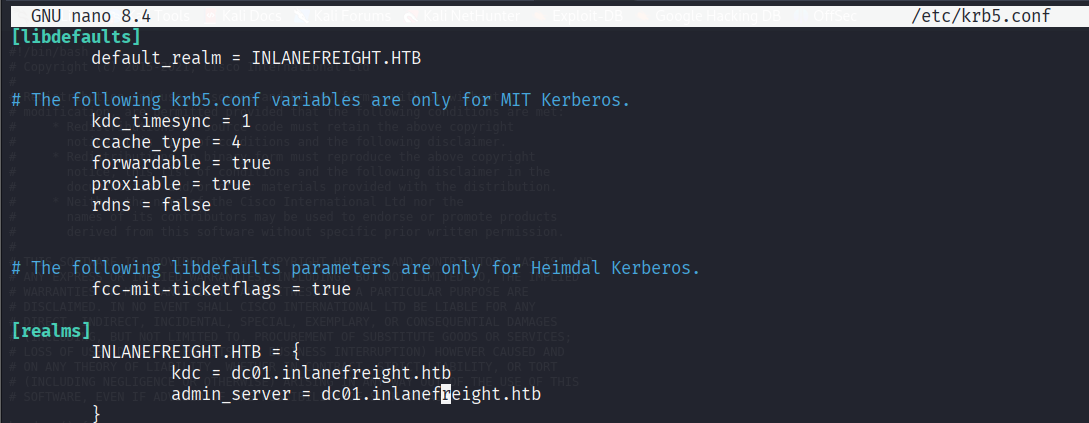 GNU nano 8.4 /etc/krb5.conf
[libdefaults]
default_realm = INLANEFREIGHT.HTB
# The following krb5.conf variables are only for MIT Kerberos.
kdc_timesync = 1
ccache_type = 4
forwardable = true
proxiable = true
rdns = false
# The following libdefaults parameters are only for Heimdal Kerberos.
fcc-mit-ticketflags = true
[realms]
INLANEFREIGHT.HTB = {
kdc = dc01.inlanefreight.htb
admin_server = dc01.inlanefreight.htb
}